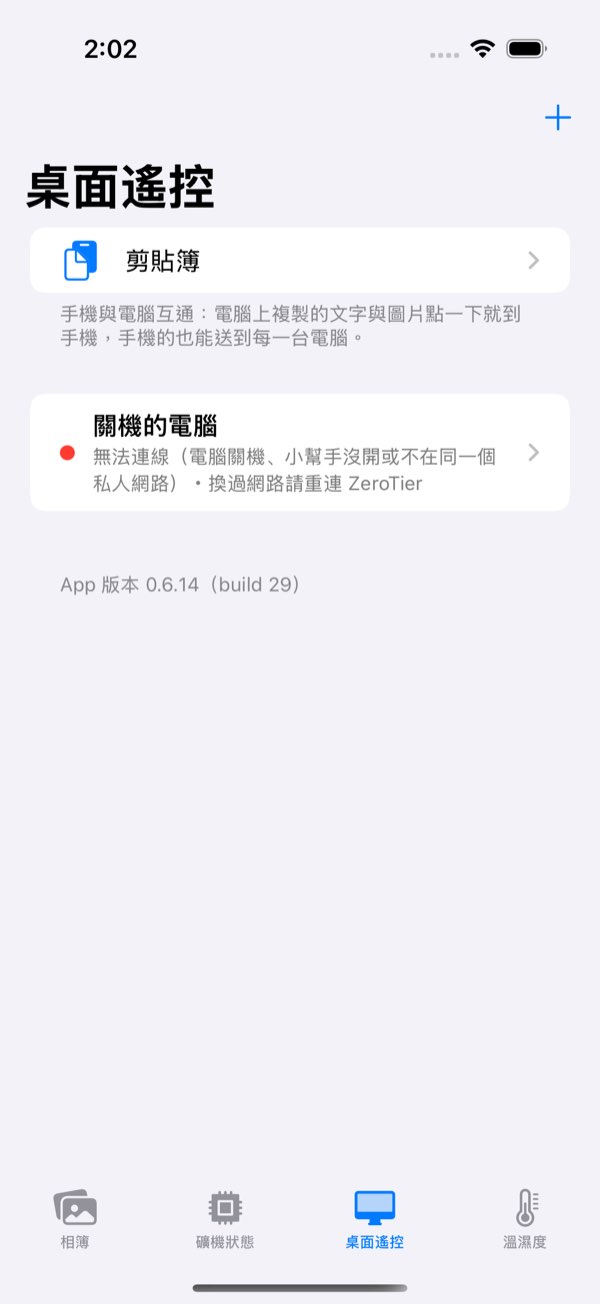 2:02
桌面遙控
剪貼簿
手機與電腦互通：電腦上複製的文字與圖片點一下就到
手機，手機的也能送到每一台電腦。
關機的電腦
無法連線（電腦關機、小幫手沒開或不在同一個
私人網路）・換過網路請重連 ZeroTier
App 版本 0.6.14（build 29）
相簿
礦機狀態
桌面遙控
溫濕度